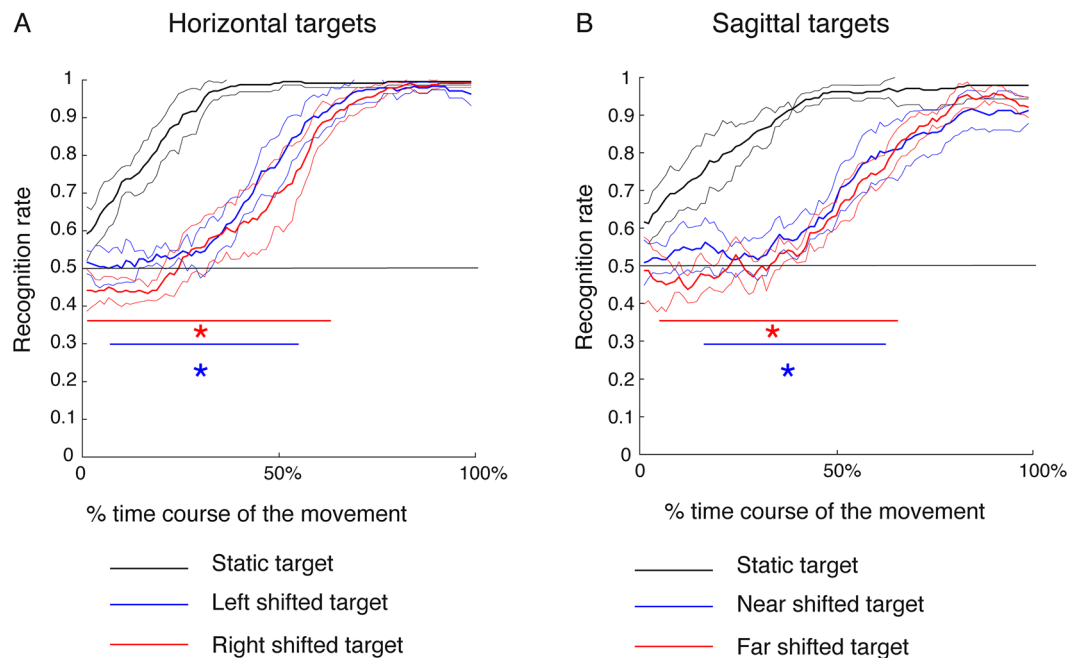 A
Horizontal targets
Recognition rate
1
0.9
0.8
0.7
0.6
0.5
0.4
0.3
0.2
0.1
0
0
50%
100%
% time course of the movement
Static target
Left shifted target
Right shifted target
B
Sagittal targets
Recognition rate
1
0.9
0.8
0.7
0.6
0.5
0.4
0.3
0.2
0.1
0
0
50%
100%
% time course of the movement
Static target
Near shifted target
Far shifted target